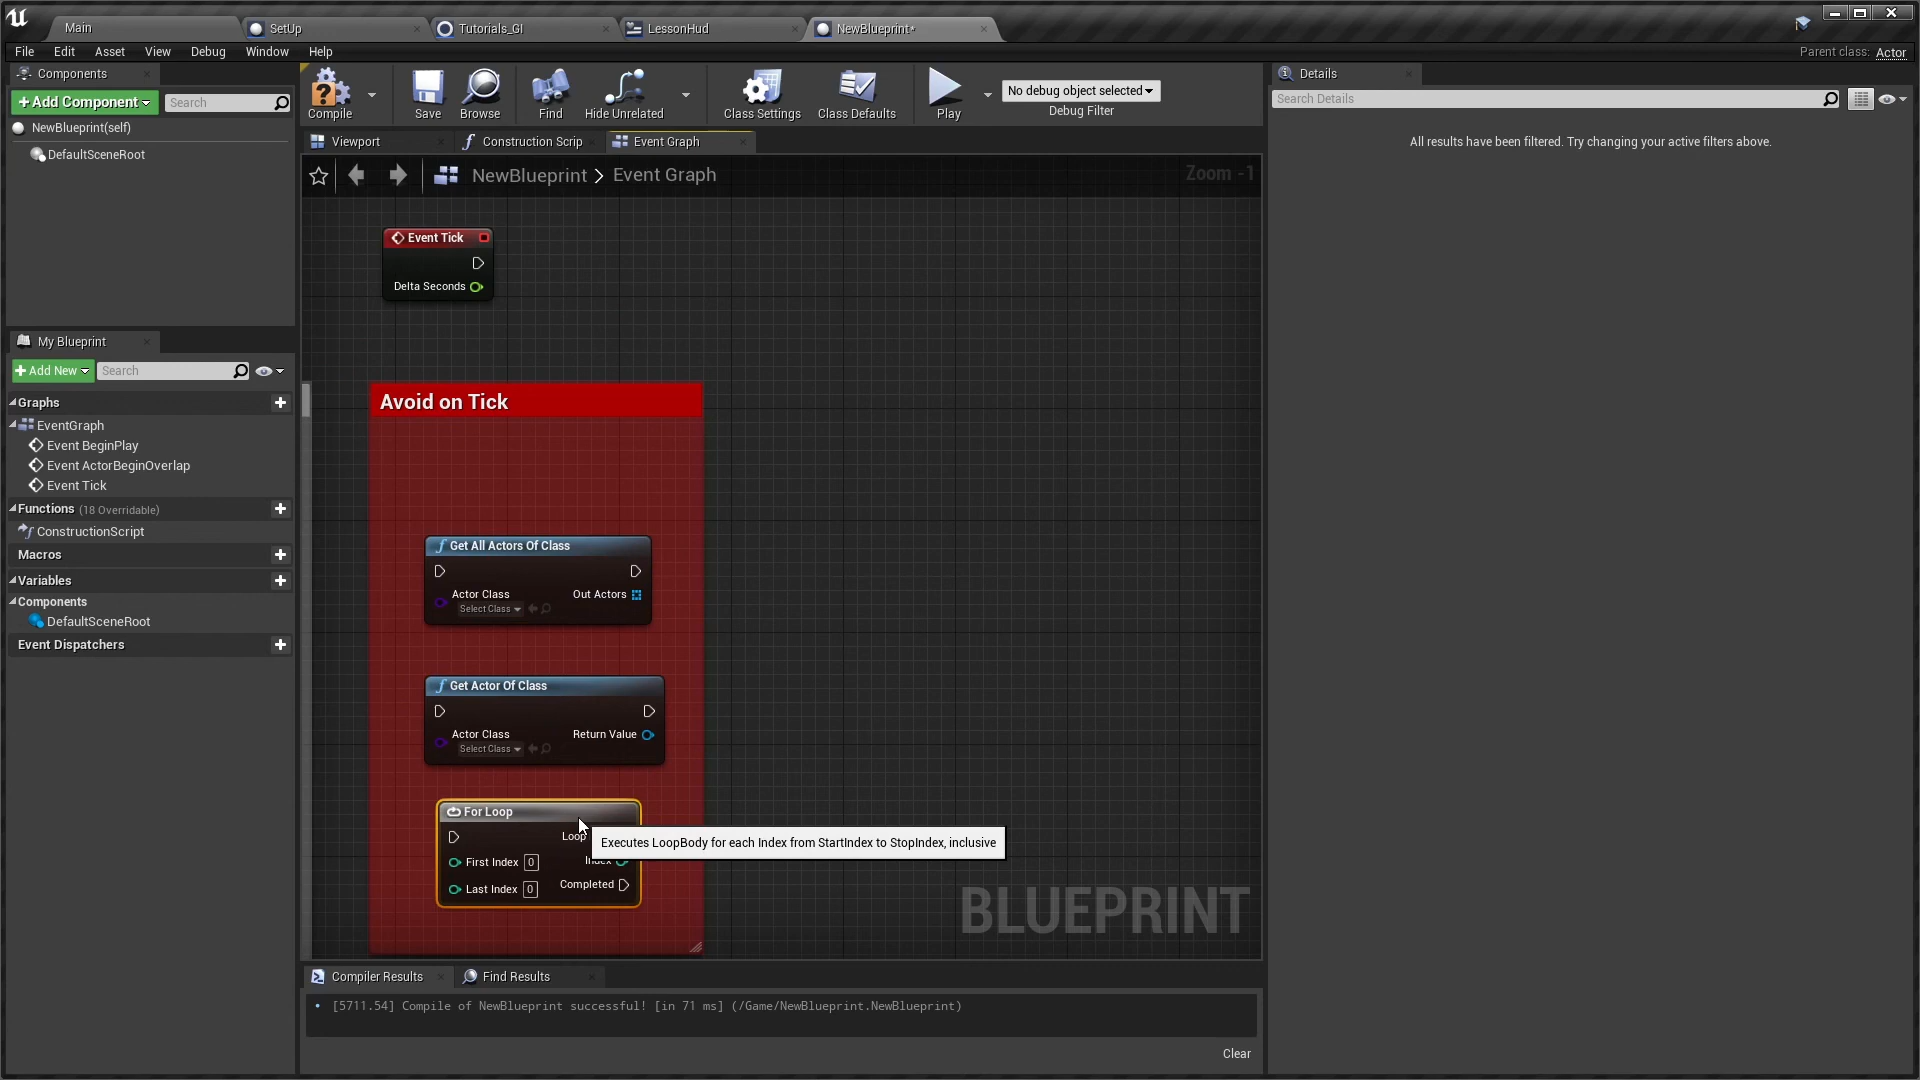 Main
SetUp
Tutorials_GI
LessonHud
NewBlueprint*
File
Edit
Asset
View
Debug
Window
Help
Parent class: Actor
Components
+Add Component
Search
NewBlueprint(self)
DefaultSceneRoot
Compile
Save
Browse
Find
Hide Unrelated
Class Settings
Class Defaults
Play
No debug object selected
Debug Filter
Viewport
Construction Scrip
Event Graph
NewBlueprint > Event Graph
Zoom -1
Details
Search Details
All results have been filtered. Try changing your active filters above.
My Blueprint
+Add New
Search
Graphs
EventGraph
Event BeginPlay
Event ActorBeginOverlap
Event Tick
Functions (18 Overridable)
ConstructionScript
Macros
Variables
Components
DefaultSceneRoot
Event Dispatchers
Event Tick
Delta Seconds
Avoid on Tick
Get All Actors Of Class
Actor Class
Select Class
Out Actors
Get Actor Of Class
Actor Class
Select Class
Return Value
For Loop
Loop
First Index 0
Index
Last Index 0
Completed
Executes LoopBody for each Index from StartIndex to StopIndex, inclusive
BLUEPRINT
Compiler Results
Find Results
[5711.54] Compile of NewBlueprint successful! [in 71 ms] (/Game/NewBlueprint.NewBlueprint)
Clear